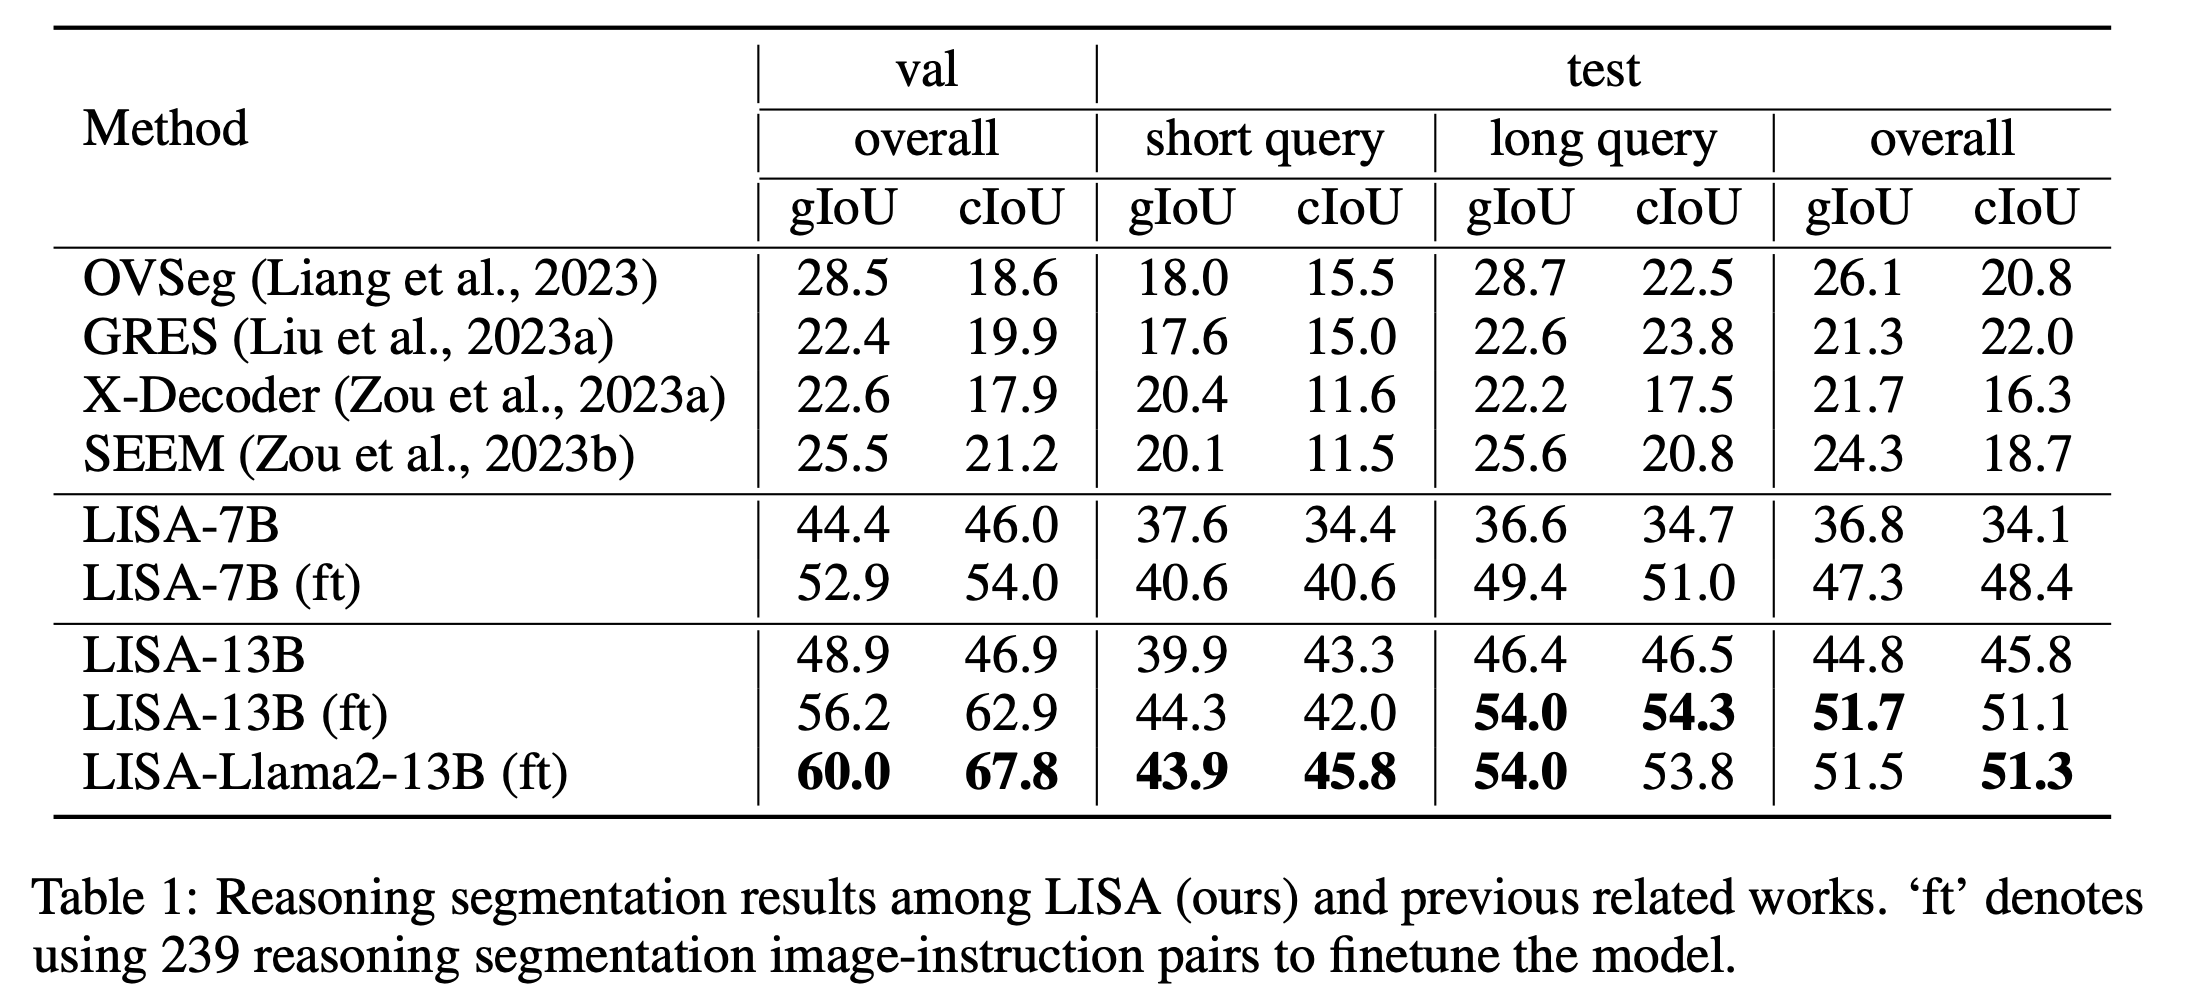 val test
Method overall short query long query overall
gIoU cIoU gIoU cIoU gIoU cIoU gIoU cIoU
OVSeg (Liang et al., 2023) 28.5 18.6 18.0 15.5 28.7 22.5 26.1 20.8
GRES (Liu et al., 2023a) 22.4 19.9 17.6 15.0 22.6 23.8 21.3 22.0
X-Decoder (Zou et al., 2023a) 22.6 17.9 20.4 11.6 22.2 17.5 21.7 16.3
SEEM (Zou et al., 2023b) 25.5 21.2 20.1 11.5 25.6 20.8 24.3 18.7
LISA-7B 44.4 46.0 37.6 34.4 36.6 34.7 36.8 34.1
LISA-7B (ft) 52.9 54.0 40.6 40.6 49.4 51.0 47.3 48.4
LISA-13B 48.9 46.9 39.9 43.3 46.4 46.5 44.8 45.8
LISA-13B (ft) 56.2 62.9 44.3 42.0 54.0 54.3 51.7 51.1
LISA-Llama2-13B (ft) 60.0 67.8 43.9 45.8 54.0 53.8 51.5 51.3
Table 1: Reasoning segmentation results among LISA (ours) and previous related works. ‘ft’ denotes
using 239 reasoning segmentation image-instruction pairs to finetune the model.